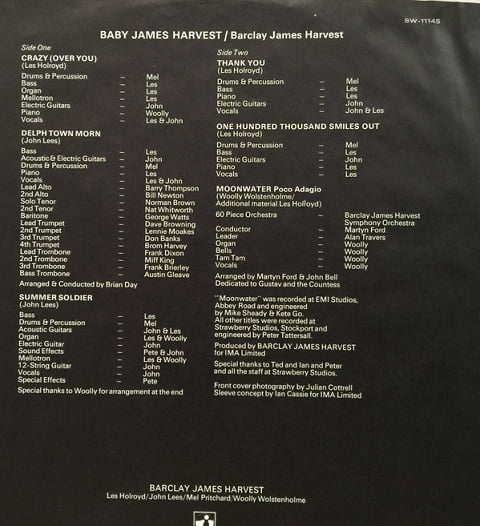 SW-11145
BABY JAMES HARVEST / Barclay James Harvest
Side One
CRAZY (OVER YOU)
(Les Holroyd)
Drums & Percussion – Mel
Bass – Les
Organ – Les
Mellotron – Les
Electric Guitars – John
Piano – Woolly
Vocals – Les & John
DELPH TOWN MORN
(John Lees)
Bass – Les
Acoustic & Electric Guitars – John
Drums & Percussion – Mel
Piano – Les
Vocals – Les & John
Lead Alto – Barry Thompson
2nd Alto – Bill Newton
Solo Tenor – Norman Brown
2nd Tenor – Nat Whitworth
Baritone – George Watts
Lead Trumpet – Dave Browning
2nd Trumpet – Lennie Moakes
3rd Trumpet – Don Banks
4th Trumpet – Brom Harvey
Lead Trombone – Frank Dixon
2nd Trombone – Miff King
3rd Trombone – Frank Brierley
Bass Trombone – Austin Gleave
Arranged & Conducted by Brian Day
SUMMER SOLDIER
(John Lees)
Bass – Les
Drums & Percussion – Mel
Acoustic Guitars – John & Les
Organ – Les & Woolly
Electric Guitar – John
Sound Effects – Pete & John
Mellotron – Les & Woolly
12-String Guitar – John
Vocals – John
Special Effects – Pete
Special thanks to Woolly for arrangement at the end
Side Two
THANK YOU
(Les Holroyd)
Drums & Percussion – Mel
Bass – Les
Piano – Les
Electric Guitars – John
Vocals – John & Les
ONE HUNDRED THOUSAND SMILES OUT
(Les Holroyd)
Drums & Percussion – Mel
Bass – Les
Electric Guitars – John
Piano – Les
Vocals – Les
MOONWATER Poco Adagio
(Woolly Wolstenholme/
Additional material Les Holroyd)
60 Piece Orchestra – Barclay James Harvest
Symphony Orchestra
Conductor – Martyn Ford
Leader – Alan Travers
Organ – Woolly
Bells – Woolly
Tam Tam – Woolly
Vocals – Woolly
Arranged by Martyn Ford & John Bell
Dedicated to Gustav and the Countess
"Moonwater" was recorded at EMI Studios,
Abbey Road and engineered
by Mike Sheady & Kete Go.
All other titles were recorded at
Strawberry Studios, Stockport and
engineered by Peter Tattersall.
Produced by BARCLAY JAMES HARVEST
for IMA Limited
Special thanks to Ted and Ian and Peter
and all the staff at Strawberry Studios.
Front cover photography by Julian Cottrell
Sleeve concept by Ian Cassie for IMA Limited
BARCLAY JAMES HARVEST
Les Holroyd/John Lees/Mel Pritchard/Woolly Wolstenholme